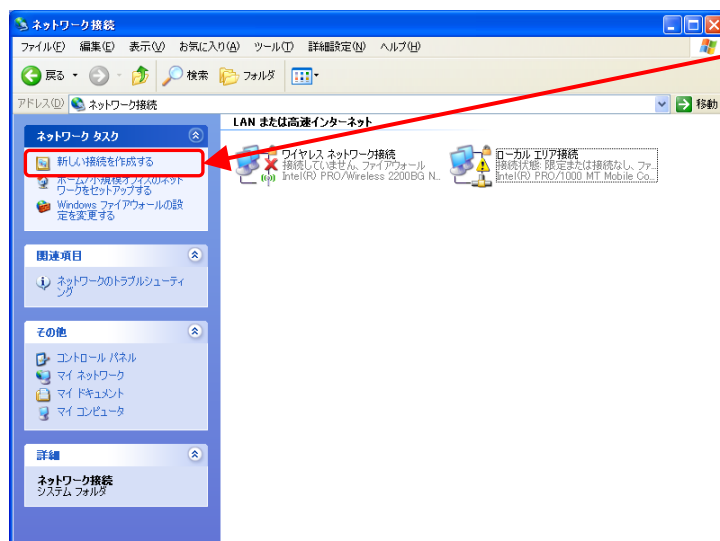 ネットワーク接続
ファイル(F) 編集(E) 表示(V) お気に入り(A) ツール(T) 詳細設定(N) ヘルプ(H)
戻る 検索 フォルダ
アドレス(D) ネットワーク接続 移動
ネットワーク タスク
新しい接続を作成する
ホーム/小規模オフィスのネット
ワークをセットアップする
Windows ファイアウォールの設
定を変更する
関連項目
ネットワークのトラブルシューティ
ング
その他
コントロール パネル
マイ ネットワーク
マイ ドキュメント
マイ コンピュータ
詳細
ネットワーク接続
システム フォルダ
LAN または高速インターネット
ワイヤレス ネットワーク接続
接続していません, ファイアウォール
Intel(R) PRO/Wireless 2200BG N...
ローカル エリア接続
接続状態: 限定または接続なし, ファ...
Intel(R) PRO/1000 MT Mobile Co...